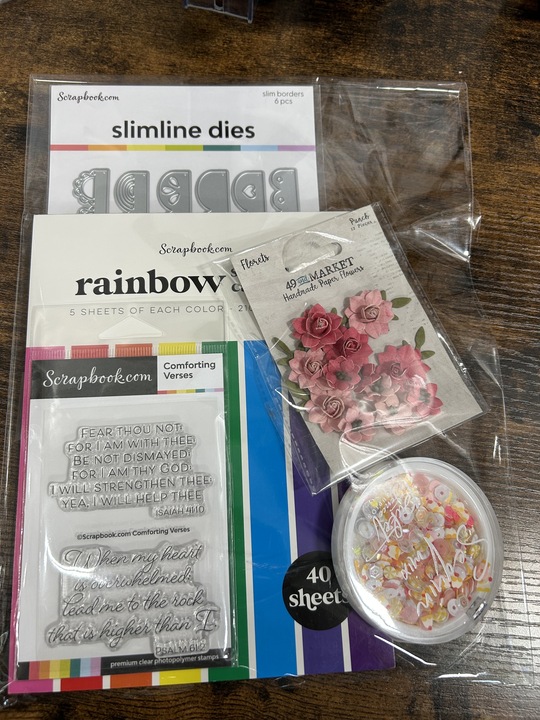 Scrapbook.com
slim borders
6 pcs
slimline dies
Scrapbook.com
rainbow
5 SHEETS OF EACH COLOR
40
sheets
Florets
Punch
12 Pieces
49 and MARKET
Handmade Paper Flowers
Scrapbook.com
Comforting
Verses
FEAR THOU NOT;
FOR I AM WITH THEE:
BE NOT DISMAYED;
FOR I AM THY GOD:
I WILL STRENGTHEN THEE;
YEA, I WILL HELP THEE
ISAIAH 41:10
©Scrapbook.com Comforting Verses
When my heart
is overwhelmed:
lead me to the rock
that is higher than I
PSALM 61:2
premium clear photopolymer stamps